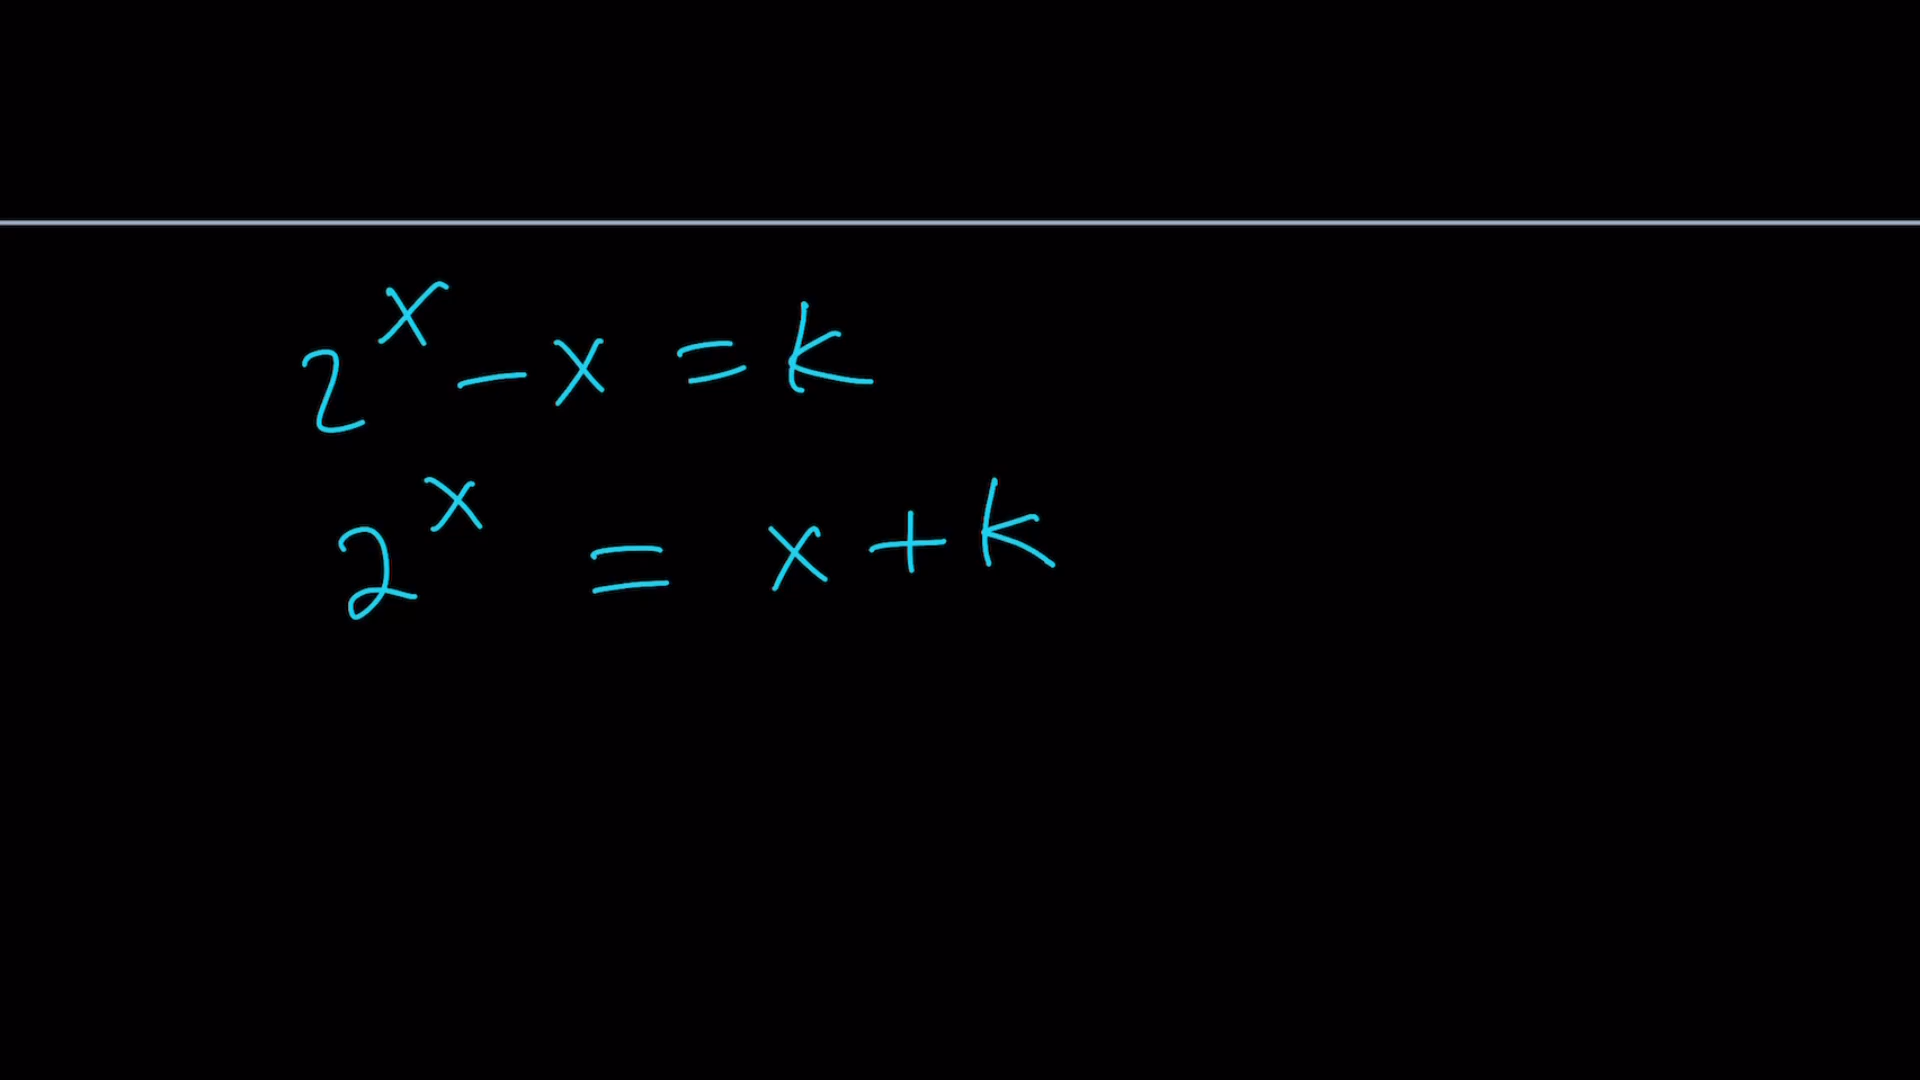 2^x - x = k
2^x = x + k